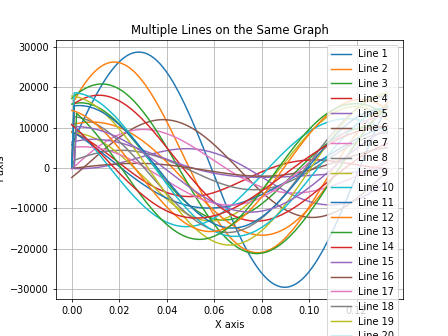 Multiple Lines on the Same Graph
30000
20000
10000
0
−10000
−20000
−30000
0.00
0.02
0.04
0.06
0.08
0.10
X axis
Line 1
Line 2
Line 3
Line 4
Line 5
Line 6
Line 7
Line 8
Line 9
Line 10
Line 11
Line 12
Line 13
Line 14
Line 15
Line 16
Line 17
Line 18
Line 19
Line 20